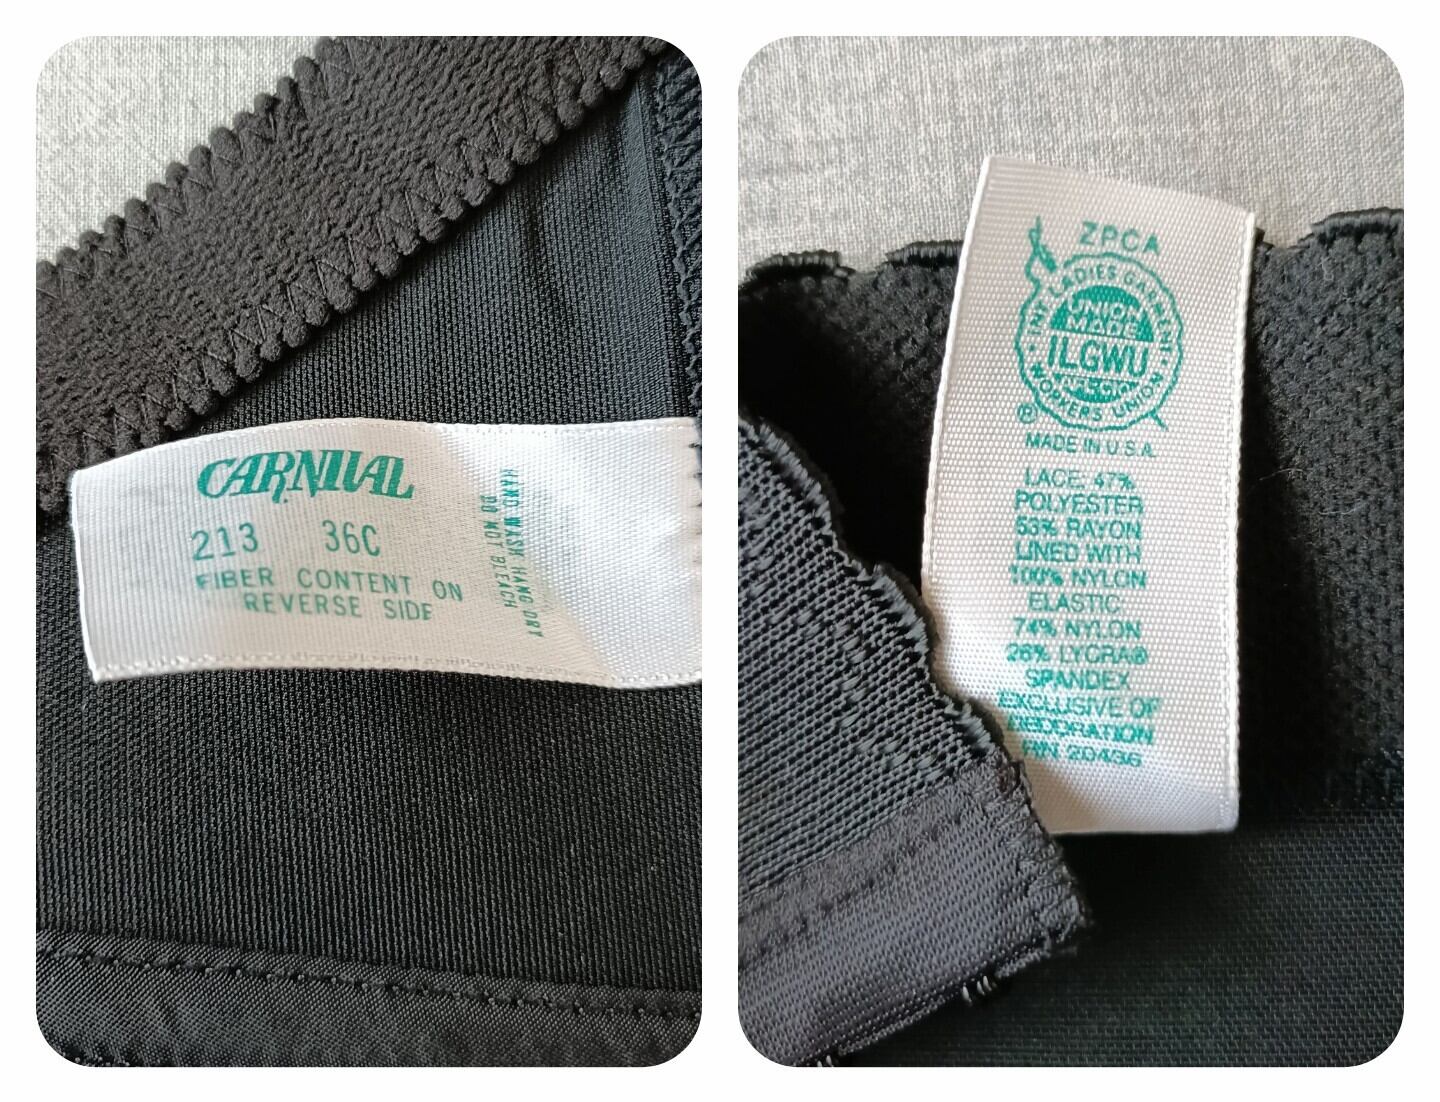 CARNIVAL
213 36C
FIBER CONTENT ON
REVERSE SIDE
HAND WASH HANG DRY
DO NOT BLEACH
ZPCA
INT'L LADIES GARMENT
UNION
MADE
ILGWU
WORKERS UNION
®
MADE IN U.S.A.
LACE: 47%
POLYESTER
53% RAYON
LINED WITH
100% NYLON
ELASTIC:
74% NYLON
26% LYCRA®
SPANDEX
EXCLUSIVE OF
DECORATION
RN 20436